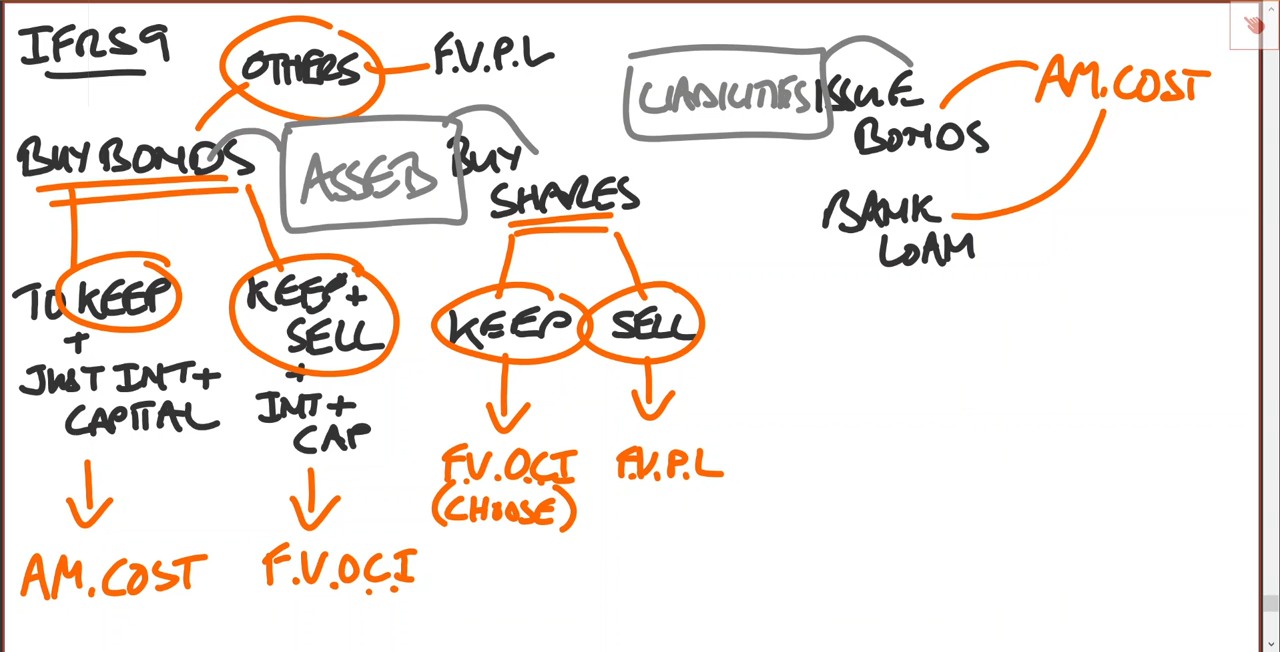 IFRS9
OTHERS
F.V.P.L
BUY BONDS
ASSETS
BUY
SHARES
TO KEEP
+
JUST INT+
CAPITAL
AM.COST
KEEP+
SELL
+
INT+
CAP
F.V.O.C.I
KEEP
F.V.O.C.I
(CHOOSE)
SELL
F.V.P.L
LIABILITIES
ISSUE
BONDS
AM.COST
BANK
LOAN